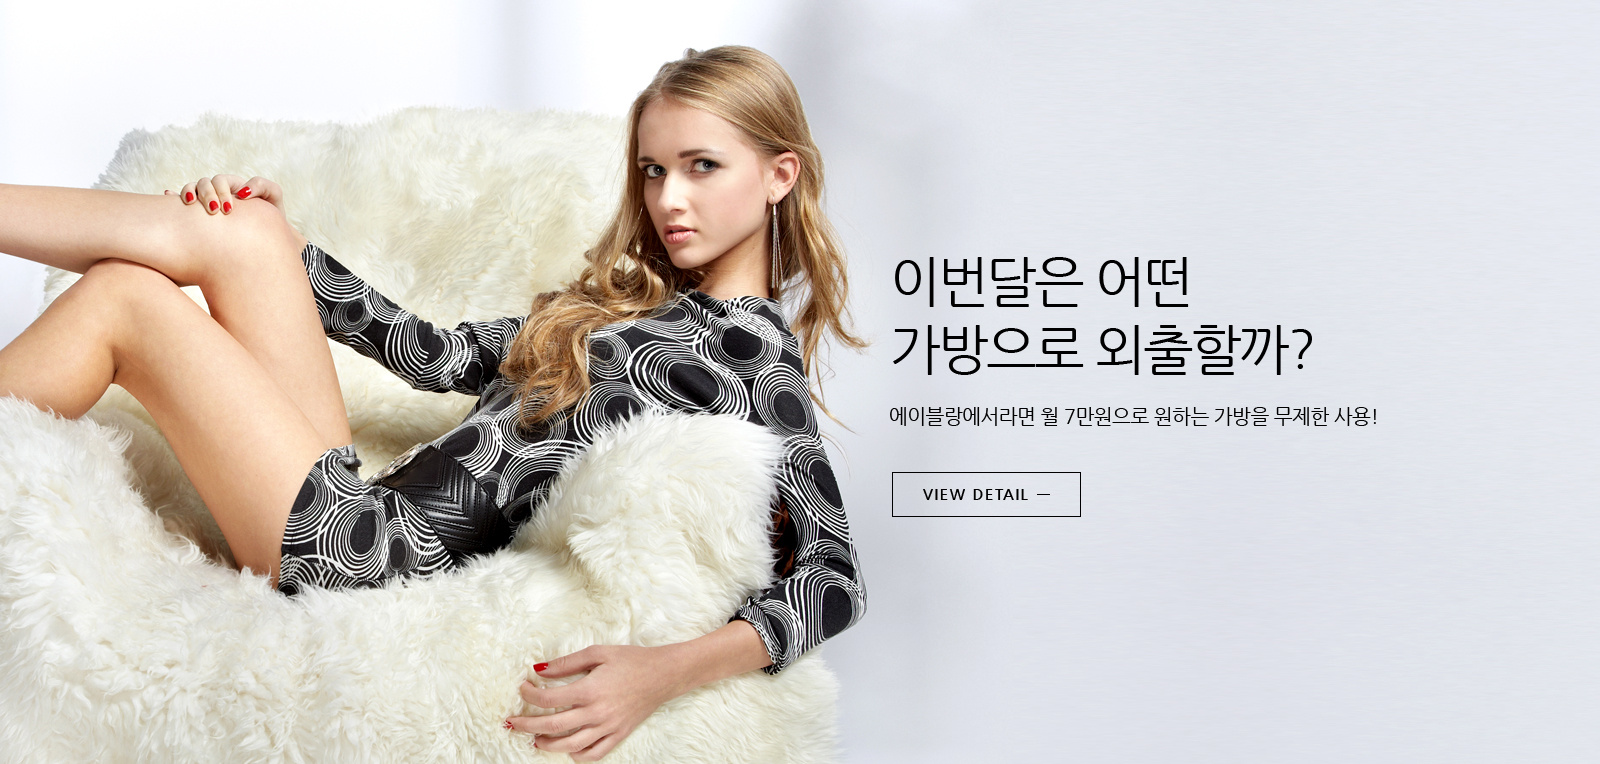 이번달은 어떤
가방으로 외출할까?
에이블랑에서라면 월 7만원으로 원하는 가방을 무제한 사용!
VIEW DETAIL —